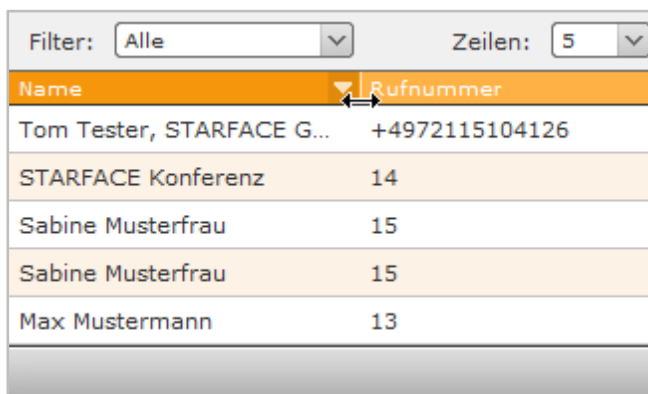 Filter: Alle Zeilen: 5
Name Rufnummer
Tom Tester, STARFACE G... +4972115104126
STARFACE Konferenz 14
Sabine Musterfrau 15
Sabine Musterfrau 15
Max Mustermann 13